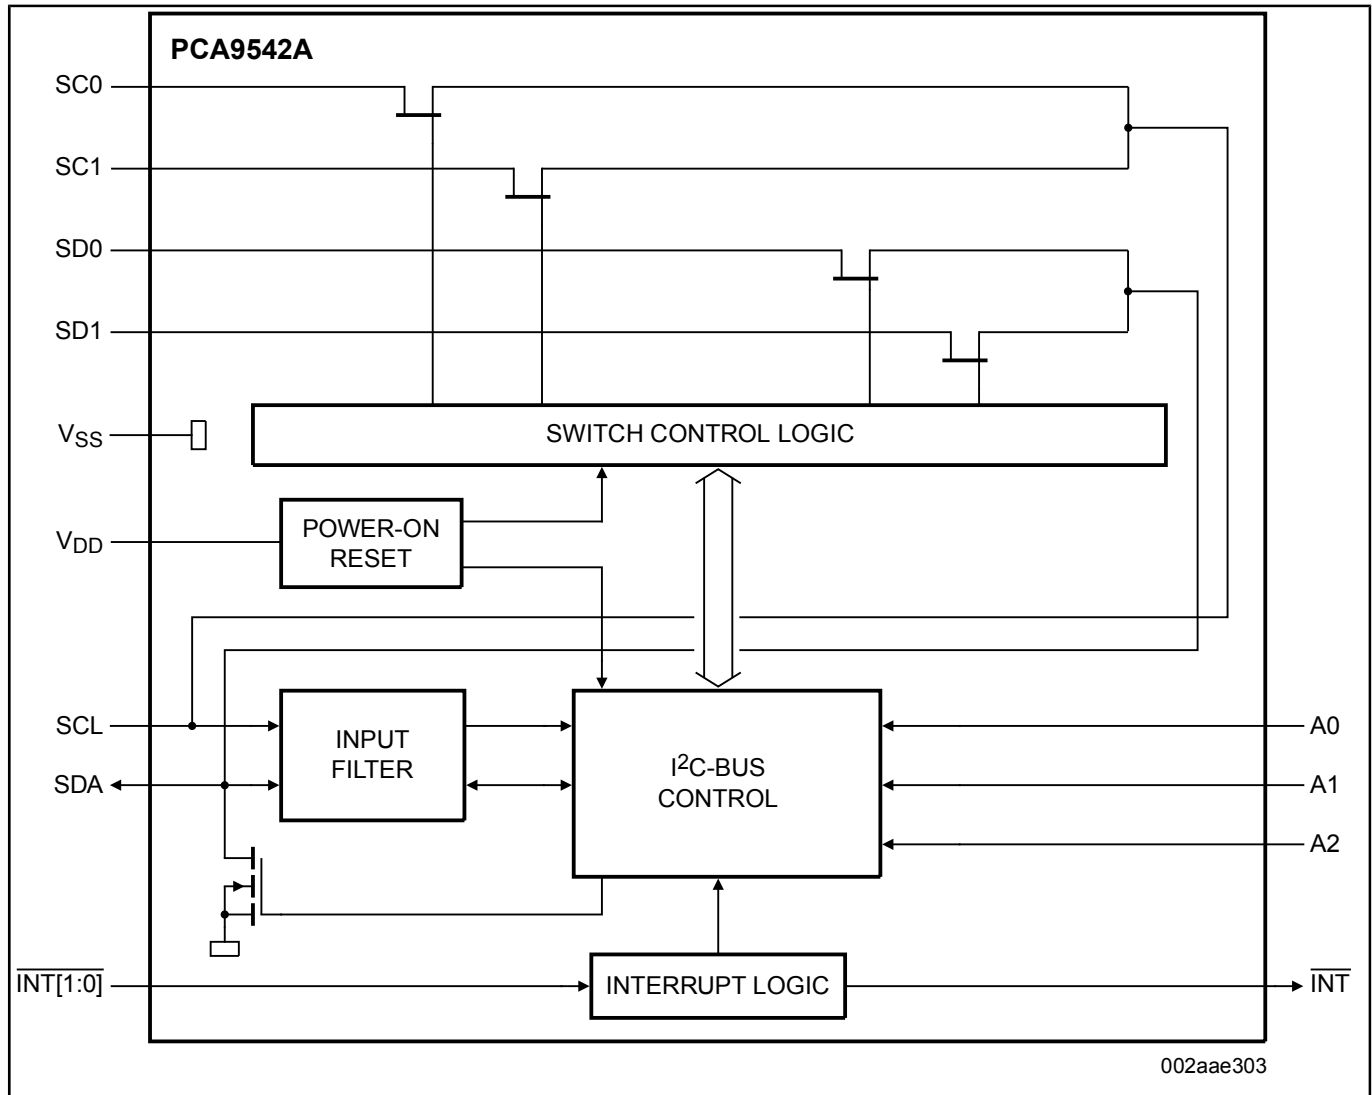 PCA9542A
SC0
SC1
SD0
SD1
VSS
SWITCH CONTROL LOGIC
VDD
POWER-ON
RESET
SCL
SDA
INPUT
FILTER
I2C-BUS
CONTROL
A0
A1
A2
INT[1:0]
INTERRUPT LOGIC
INT
002aae303